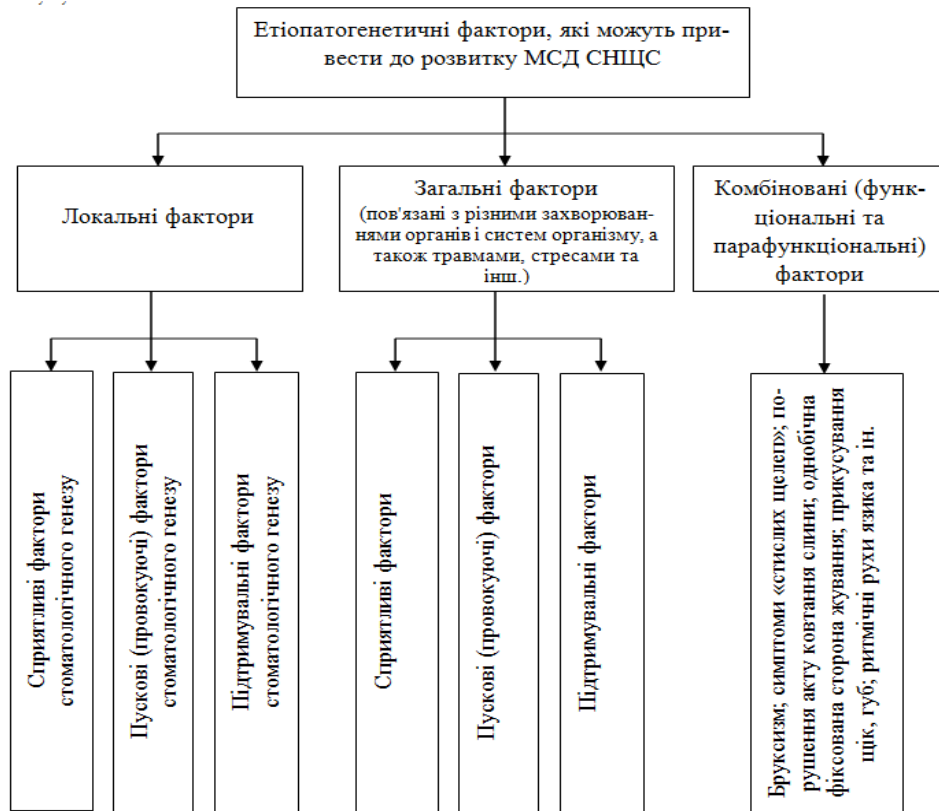 Етіопатогенетичні фактори, які можуть при-
вести до розвитку МСД СНЩС
Локальні фактори
Загальні фактори
(пов'язані з різними захворюван-
нями органів і систем організму, а
також травмами, стресами та
інш.)
Комбіновані (функ-
ціональні та
парафункціональні)
фактори
Сприятливі фактори
стоматологічного генезу
Пускові (провокуючі) фактори
стоматологічного генезу
Підтримувальні фактори
стоматологічного генезу
Сприятливі фактори
Пускові (провокуючі) фактори
Підтримувальні фактори
Бруксизм; симптоми «стислих щелеп»; по-
рушення акту ковтання слини; однобічна
фіксована сторона жування; прикусування
щік, губ; ритмічні рухи язика та ін.